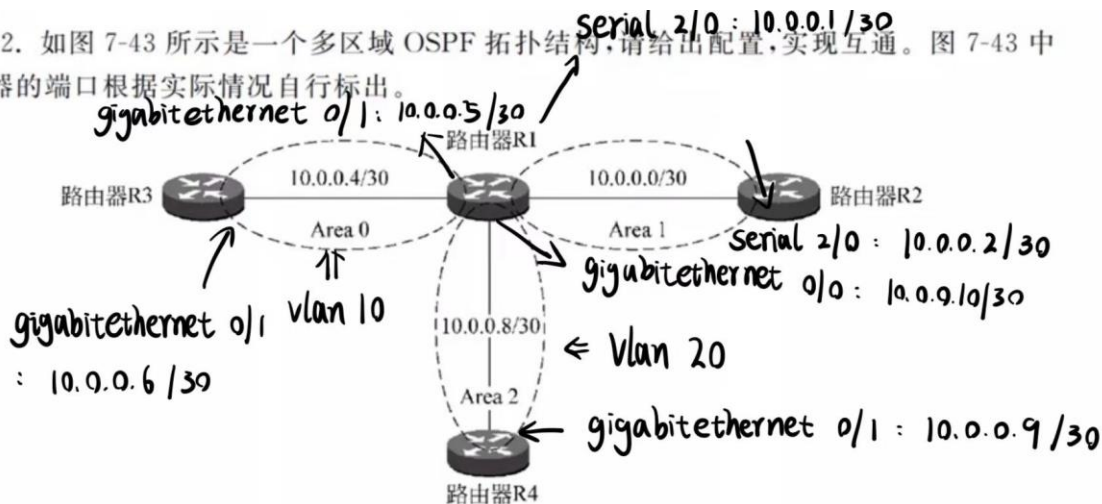 serial 2/0 : 10.0.0.1/30
2. 如图 7-43 所示是一个多区域 OSPF 拓扑结构,请给出配置,实现互通。图 7-43 中
器的端口根据实际情况自行标出。
gigabitethernet 0/1: 10.0.0.5/30
路由器R1
10.0.0.4/30
10.0.0.0/30
路由器R3
路由器R2
Area 0
Area 1
serial 2/0 : 10.0.0.2/30
gigabitethernet 0/0 : 10.0.0.10/30
vlan 10
gigabitethernet 0/1
: 10.0.0.6/30
10.0.0.8/30
Vlan 20
Area 2
gigabitethernet 0/1 : 10.0.0.9/30
路由器R4